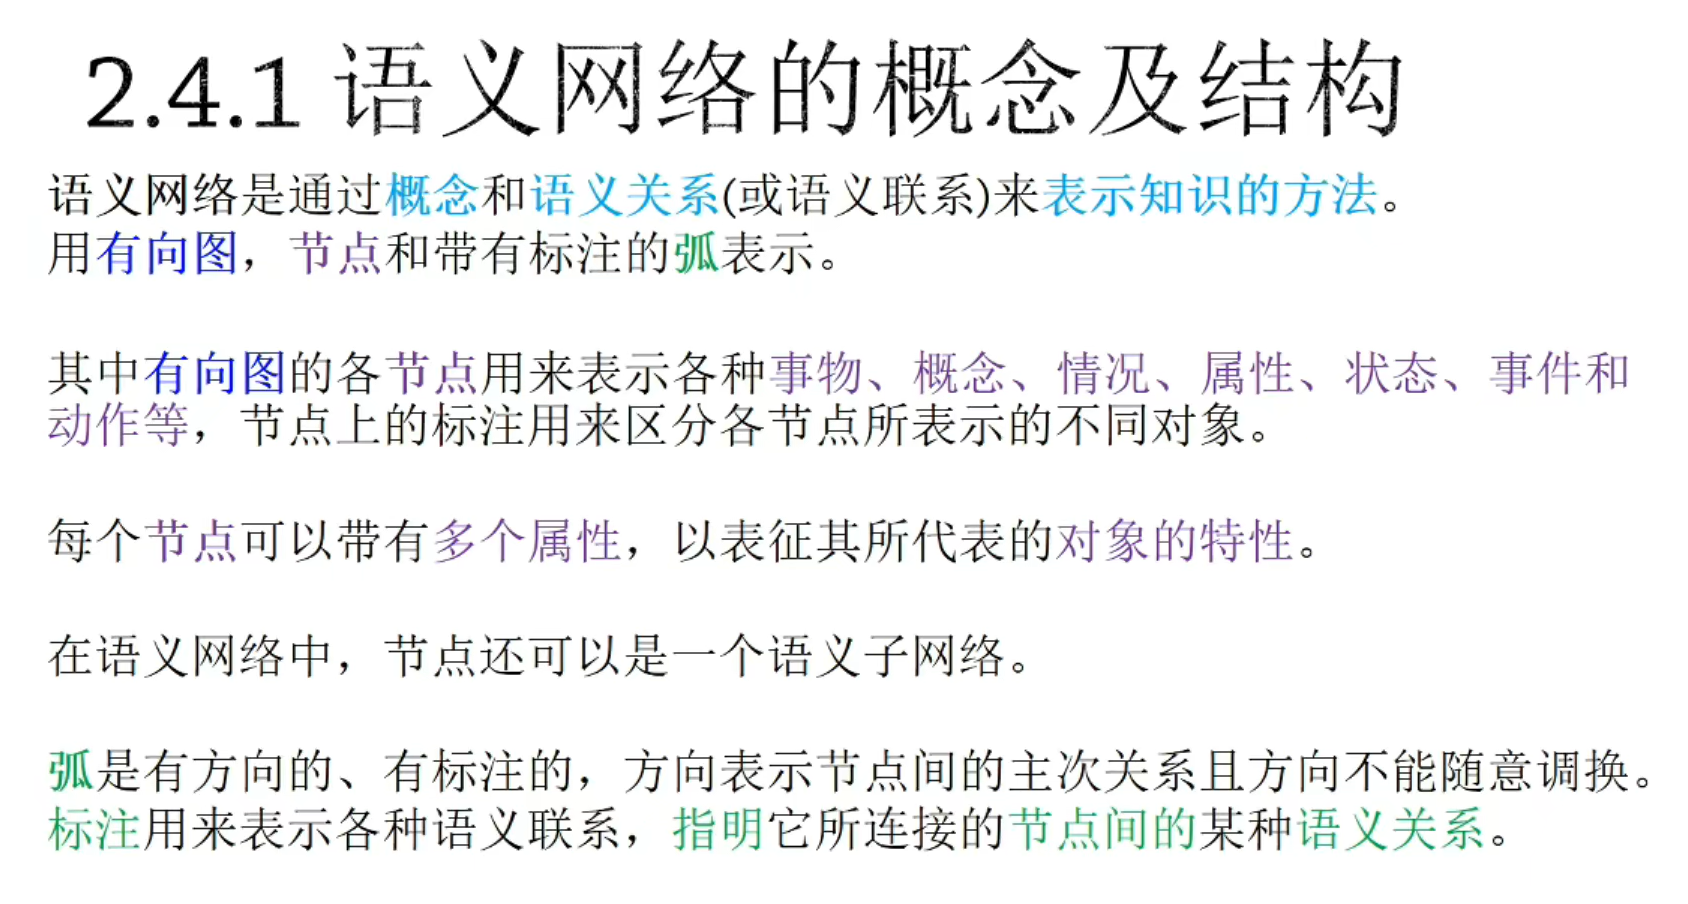 2.4.1 语义网络的概念及结构
语义网络是通过概念和语义关系(或语义联系)来表示知识的方法。
用有向图，节点和带有标注的弧表示。
其中有向图的各节点用来表示各种事物、概念、情况、属性、状态、事件和
动作等，节点上的标注用来区分各节点所表示的不同对象。
每个节点可以带有多个属性，以表征其所代表的对象的特性。
在语义网络中，节点还可以是一个语义子网络。
弧是有方向的、有标注的，方向表示节点间的主次关系且方向不能随意调换。
标注用来表示各种语义联系，指明它所连接的节点间的某种语义关系。